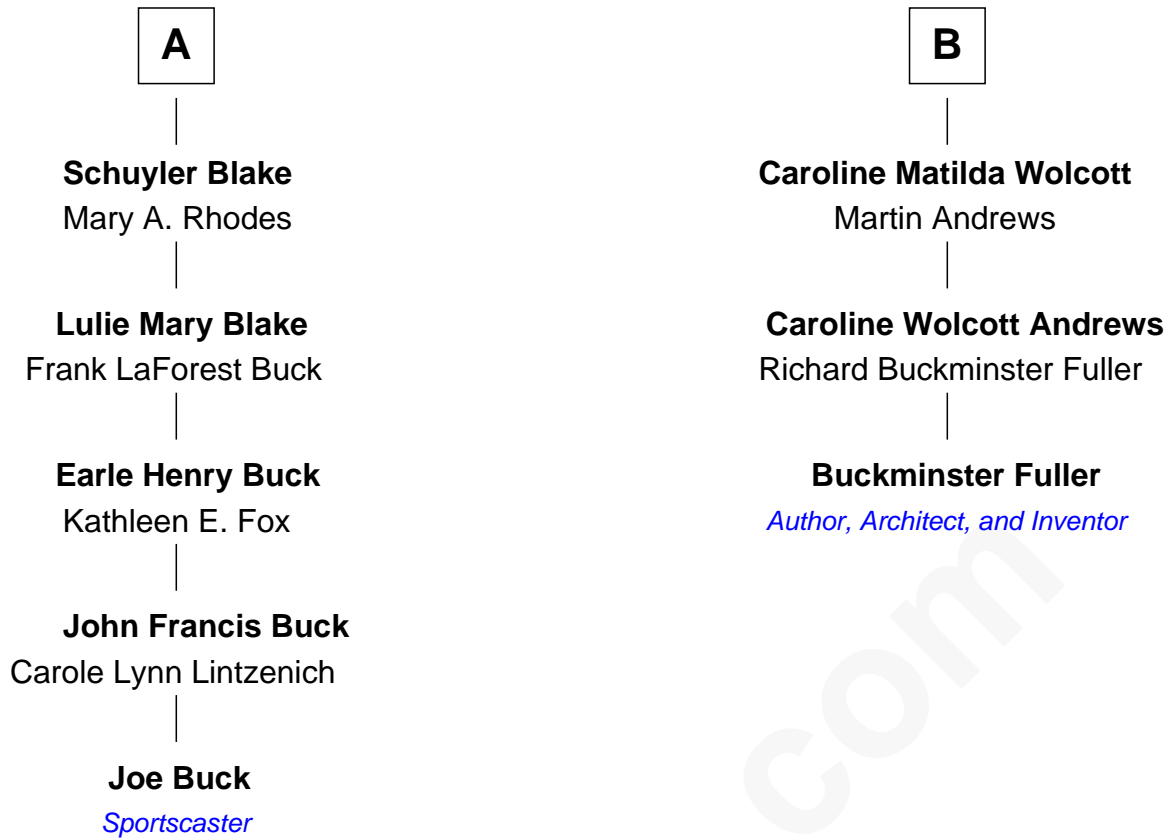 A
Schuyler Blake
Mary A. Rhodes
Lulie Mary Blake
Frank LaForest Buck
Earle Henry Buck
Kathleen E. Fox
John Francis Buck
Carole Lynn Lintzenich
Joe Buck
Sportscaster
B
Caroline Matilda Wolcott
Martin Andrews
Caroline Wolcott Andrews
Richard Buckminster Fuller
Buckminster Fuller
Author, Architect, and Inventor
com